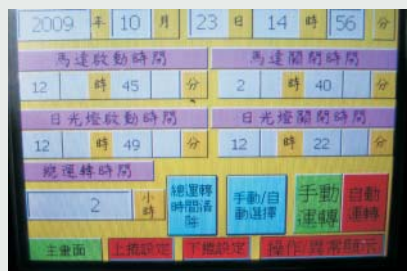 2009 年 10 月 23 日 14 時 56 分
馬達啟動時間 馬達關閉時間
12 時 45 分 2 時 40 分
日光燈啟動時間 日光燈關閉時間
12 時 49 分 12 時 22 分
總運轉時間
2 小時 總運轉時間清除 手動/自動選擇 手動運轉 自動運轉
主畫面 上擋設定 下擋設定 操作/異常顯示